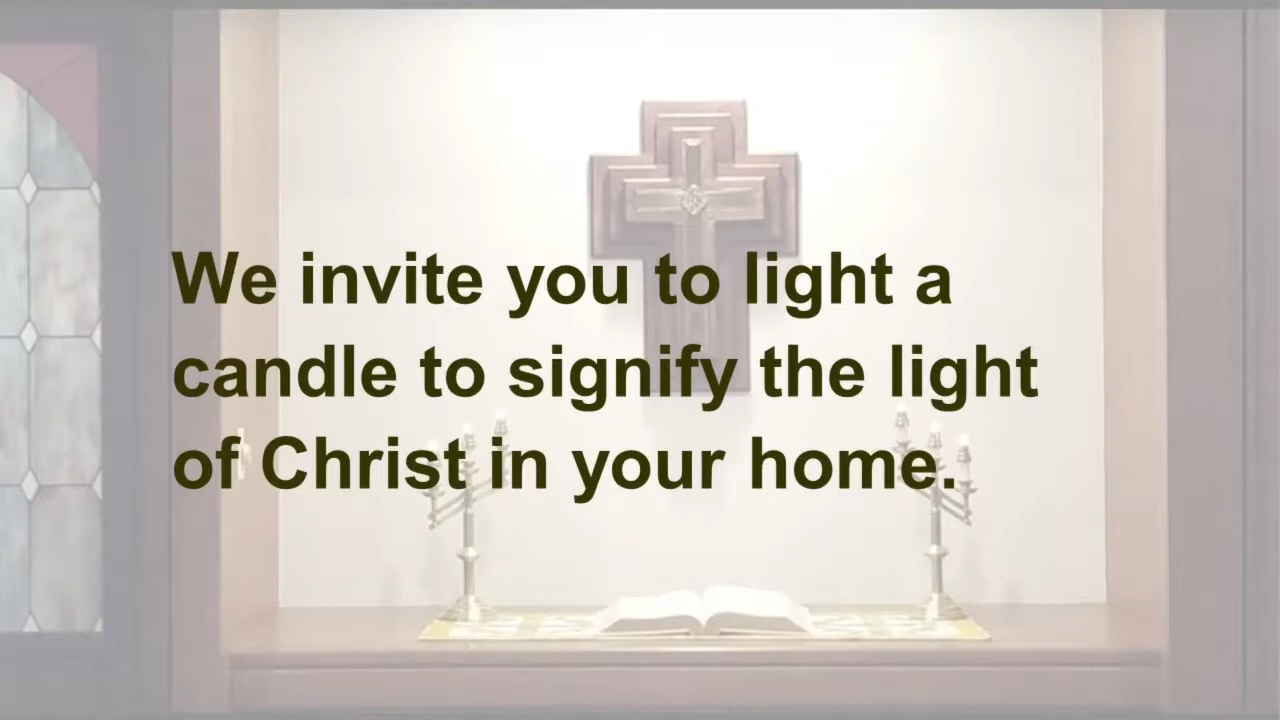 We invite you to light a
candle to signify the light
of Christ in your home.